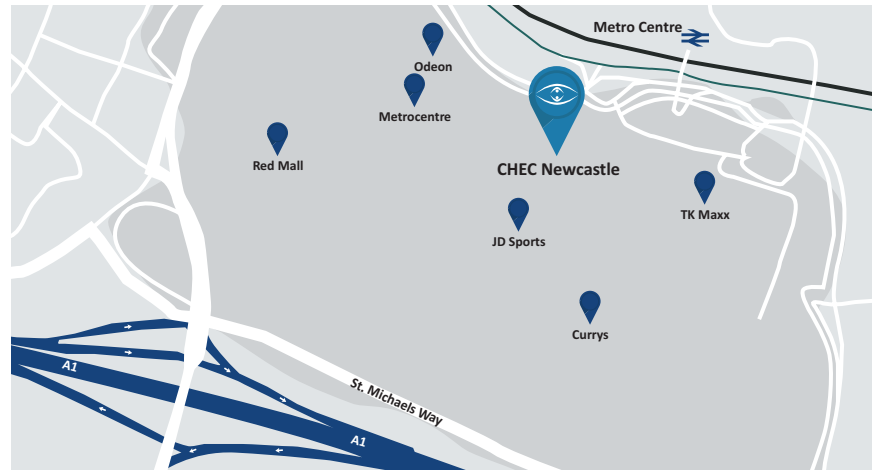 Metro Centre
Odeon
Metrocentre
Red Mall
CHEC Newcastle
TK Maxx
JD Sports
Currys
A1
St. Michaels Way
A1